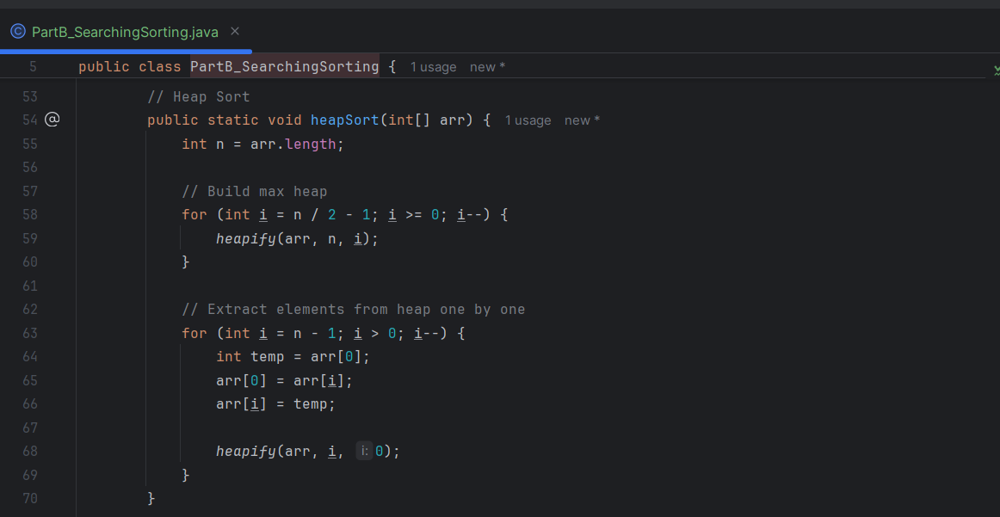 PartB_SearchingSorting.java
5 public class PartB_SearchingSorting { 1 usage new *
53 // Heap Sort
54 @ public static void heapSort(int[] arr) { 1 usage new *
55 int n = arr.length;
56
57 // Build max heap
58 for (int i = n / 2 - 1; i >= 0; i--) {
59 heapify(arr, n, i);
60 }
61
62 // Extract elements from heap one by one
63 for (int i = n - 1; i > 0; i--) {
64 int temp = arr[0];
65 arr[0] = arr[i];
66 arr[i] = temp;
67
68 heapify(arr, i, i: 0);
69 }
70 }